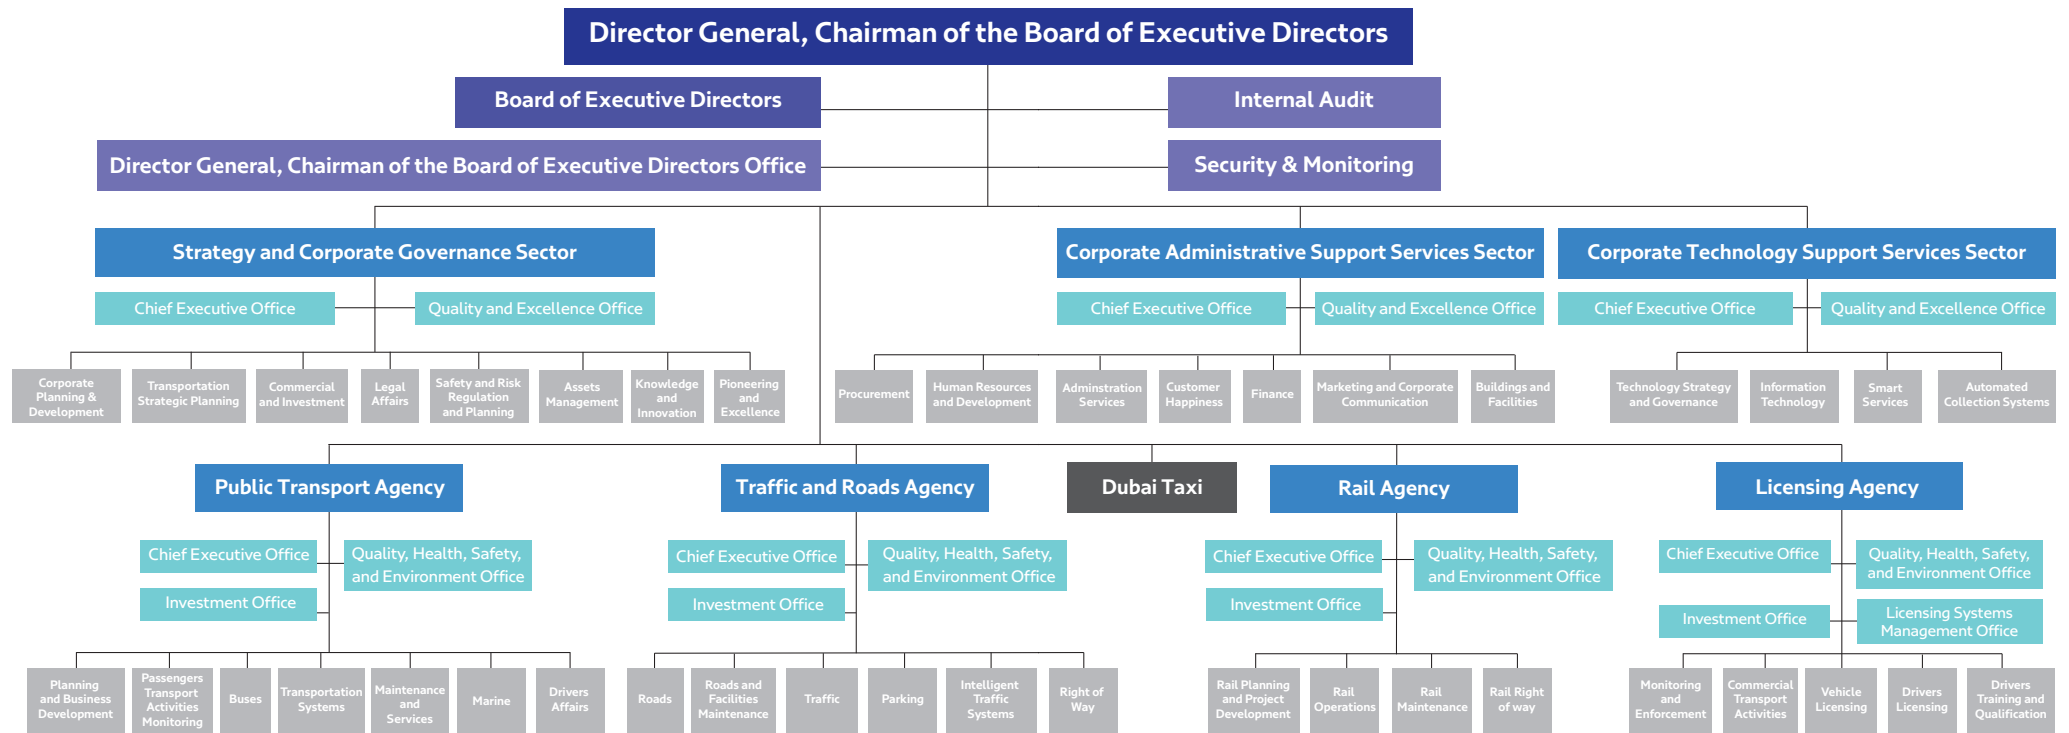 Director General, Chairman of the Board of Executive Directors
Board of Executive Directors
Internal Audit
Director General, Chairman of the Board of Executive Directors Office
Security & Monitoring
Strategy and Corporate Governance Sector
Chief Executive Office
Quality and Excellence Office
Corporate
Planning &
Development
Transportation
Strategic Planning
Commercial
and Investment
Legal
Affairs
Safety and Risk
Regulation
and Planning
Assets
Management
Knowledge
and
Innovation
Pioneering
and
Excellence
Corporate Administrative Support Services Sector
Chief Executive Office
Quality and Excellence Office
Procurement
Human Resources
and Development
Adminstration
Services
Customer
Happiness
Finance
Marketing and Corporate
Communication
Buildings and
Facilities
Corporate Technology Support Services Sector
Chief Executive Office
Quality and Excellence Office
Technology Strategy
and Governance
Information
Technology
Smart
Services
Automated
Collection Systems
Public Transport Agency
Chief Executive Office
Quality, Health, Safety,
and Environment Office
Investment Office
Planning
and Business
Development
Passengers
Transport
Activities
Monitoring
Buses
Transportation
Systems
Maintenance
and
Services
Marine
Drivers
Affairs
Traffic and Roads Agency
Chief Executive Office
Quality, Health, Safety,
and Environment Office
Investment Office
Roads
Roads and
Facilities
Maintenance
Traffic
Parking
Intelligent
Traffic
Systems
Right of
Way
Dubai Taxi
Rail Agency
Chief Executive Office
Quality, Health, Safety,
and Environment Office
Investment Office
Rail Planning
and Project
Development
Rail
Operations
Rail
Maintenance
Rail Right
of way
Licensing Agency
Chief Executive Office
Quality, Health, Safety,
and Environment Office
Investment Office
Licensing Systems
Management Office
Monitoring
and
Enforcement
Commercial
Transport
Activities
Vehicle
Licensing
Drivers
Licensing
Drivers
Training and
Qualification